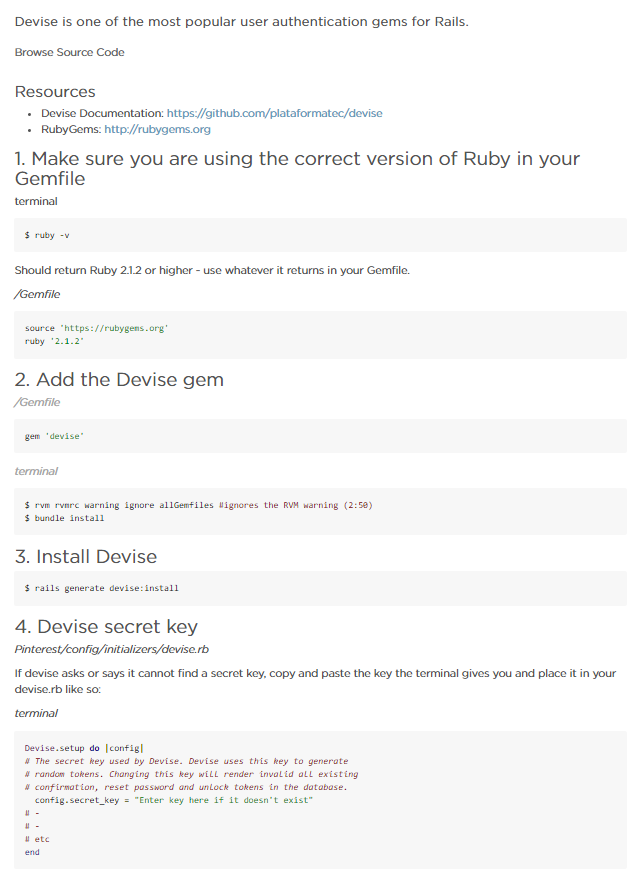 Devise is one of the most popular user authentication gems for Rails.
Browse Source Code
Resources
• Devise Documentation: https://github.com/plataformatec/devise
• RubyGems: http://rubygems.org
1. Make sure you are using the correct version of Ruby in your
Gemfile
terminal
$ ruby -v
Should return Ruby 2.1.2 or higher - use whatever it returns in your Gemfile.
/Gemfile
source 'https://rubygems.org'
ruby '2.1.2'
2. Add the Devise gem
/Gemfile
gem 'devise'
terminal
$ rvm rvmrc warning ignore allGemfiles #ignores the RVM warning (2:50)
$ bundle install
3. Install Devise
$ rails generate devise:install
4. Devise secret key
Pinterest/config/initializers/devise.rb
If devise asks or says it cannot find a secret key, copy and paste the key the terminal gives you and place it in your
devise.rb like so:
terminal
Devise.setup do |config|
# The secret key used by Devise. Devise uses this key to generate
# random tokens. Changing this key will render invalid all existing
# confirmation, reset password and unlock tokens in the database.
config.secret_key = "Enter key here if it doesn't exist"
# -
# -
# etc
end